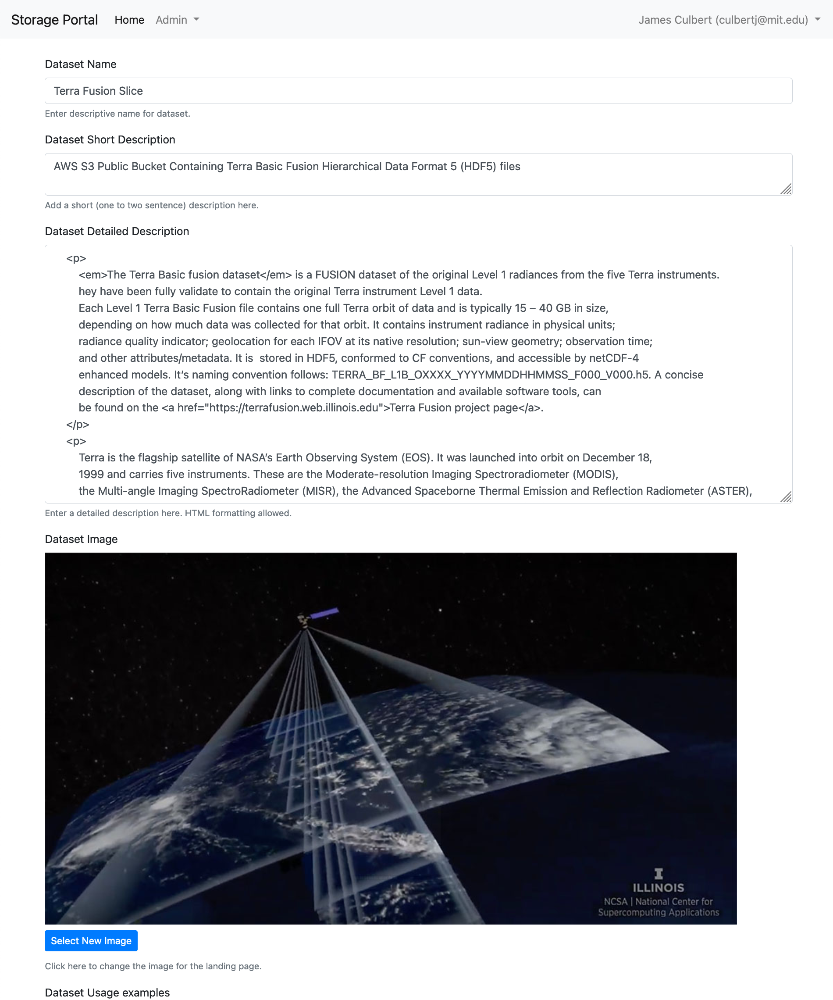 Storage Portal Home Admin James Culbert (culbertj@mit.edu)
Dataset Name
Terra Fusion Slice
Enter descriptive name for dataset.
Dataset Short Description
AWS S3 Public Bucket Containing Terra Basic Fusion Hierarchical Data Format 5 (HDF5) files
Add a short (one to two sentence) description here.
Dataset Detailed Description
<p>
<em>The Terra Basic fusion dataset</em> is a FUSION dataset of the original Level 1 radiances from the five Terra instruments.
hey have been fully validate to contain the original Terra instrument Level 1 data.
Each Level 1 Terra Basic Fusion file contains one full Terra orbit of data and is typically 15 – 40 GB in size,
depending on how much data was collected for that orbit. It contains instrument radiance in physical units;
radiance quality indicator; geolocation for each IFOV at its native resolution; sun-view geometry; observation time;
and other attributes/metadata. It is  stored in HDF5, conformed to CF conventions, and accessible by netCDF-4
enhanced models. It’s naming convention follows: TERRA_BF_L1B_OXXXX_YYYYMMDDHHMMSS_F000_V000.h5. A concise
description of the dataset, along with links to complete documentation and available software tools, can
be found on the <a href="https://terrafusion.web.illinois.edu">Terra Fusion project page</a>.
</p>
<p>
Terra is the flagship satellite of NASA’s Earth Observing System (EOS). It was launched into orbit on December 18,
1999 and carries five instruments. These are the Moderate-resolution Imaging Spectroradiometer (MODIS),
the Multi-angle Imaging SpectroRadiometer (MISR), the Advanced Spaceborne Thermal Emission and Reflection Radiometer (ASTER),
Enter a detailed description here. HTML formatting allowed.
Dataset Image
I
ILLINOIS
NCSA | National Center for
Supercomputing Applications
Select New Image
Click here to change the image for the landing page.
Dataset Usage examples